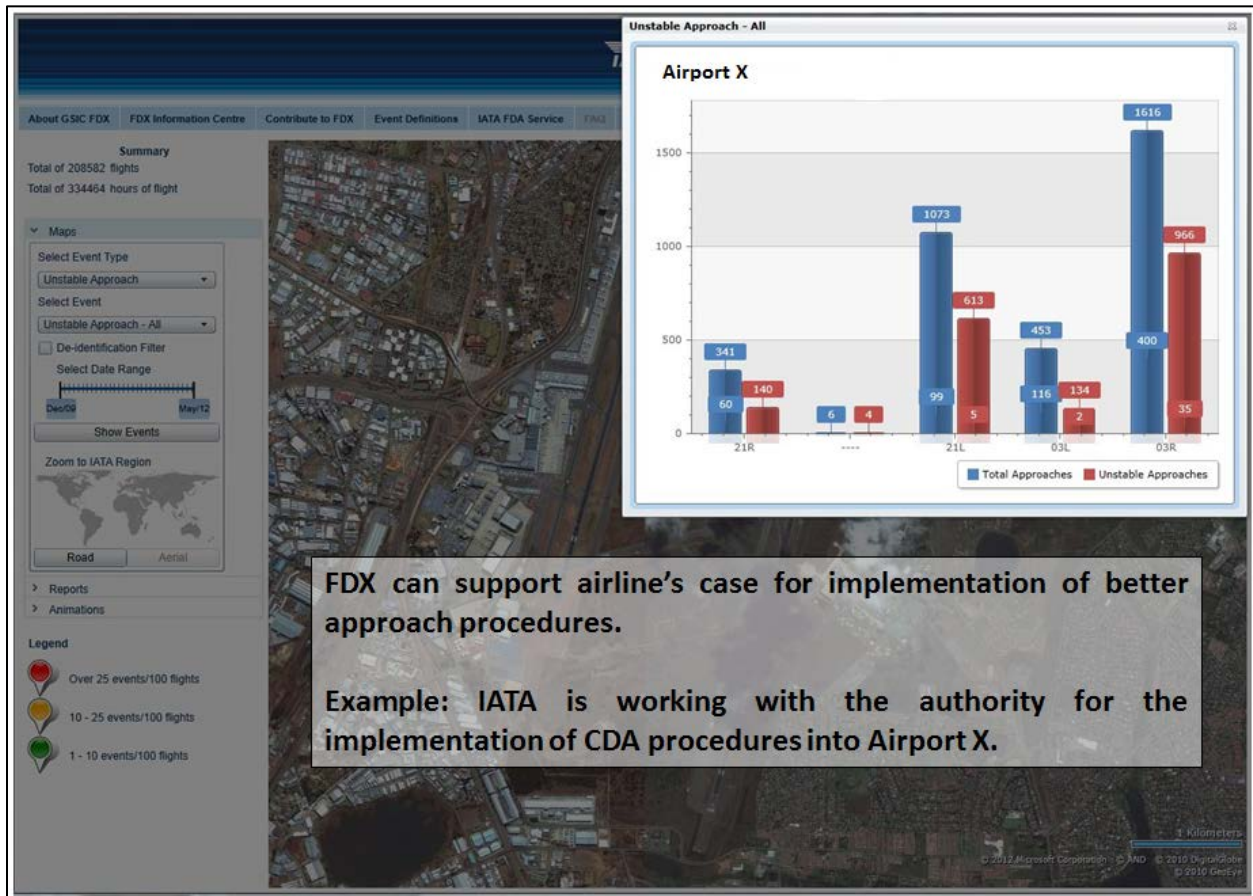 Unstable Approach - All
Airport X
1616
1500
1073
966
1000
613
453
500
400
341
140
134
60
6
4
99
5
116
2
35
0
21R
----
21L
03L
03R
Total Approaches
Unstable Approaches
About GSIC FDX
FDX Information Centre
Contribute to FDX
Event Definitions
IATA FDA Service
FAQ
Summary
Total of 208582 flights
Total of 334464 hours of flight
Maps
Select Event Type
Unstable Approach
Select Event
Unstable Approach - All
De-identification Filter
Select Date Range
Dec/09
May/12
Show Events
Zoom to IATA Region
Road
Aerial
Reports
Animations
Legend
Over 25 events/100 flights
10 - 25 events/100 flights
1 - 10 events/100 flights
FDX can support airline's case for implementation of better
approach procedures.
Example: IATA is working with the authority for the
implementation of CDA procedures into Airport X.
1 Kilometers
© 2012 Microsoft Corporation © AND © 2010 DigitalGlobe
© 2010 GeoEye